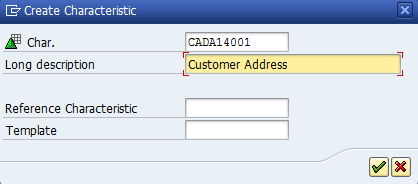 Create Characteristic
Char. CADA14001
Long description Customer Address
Reference Characteristic
Template